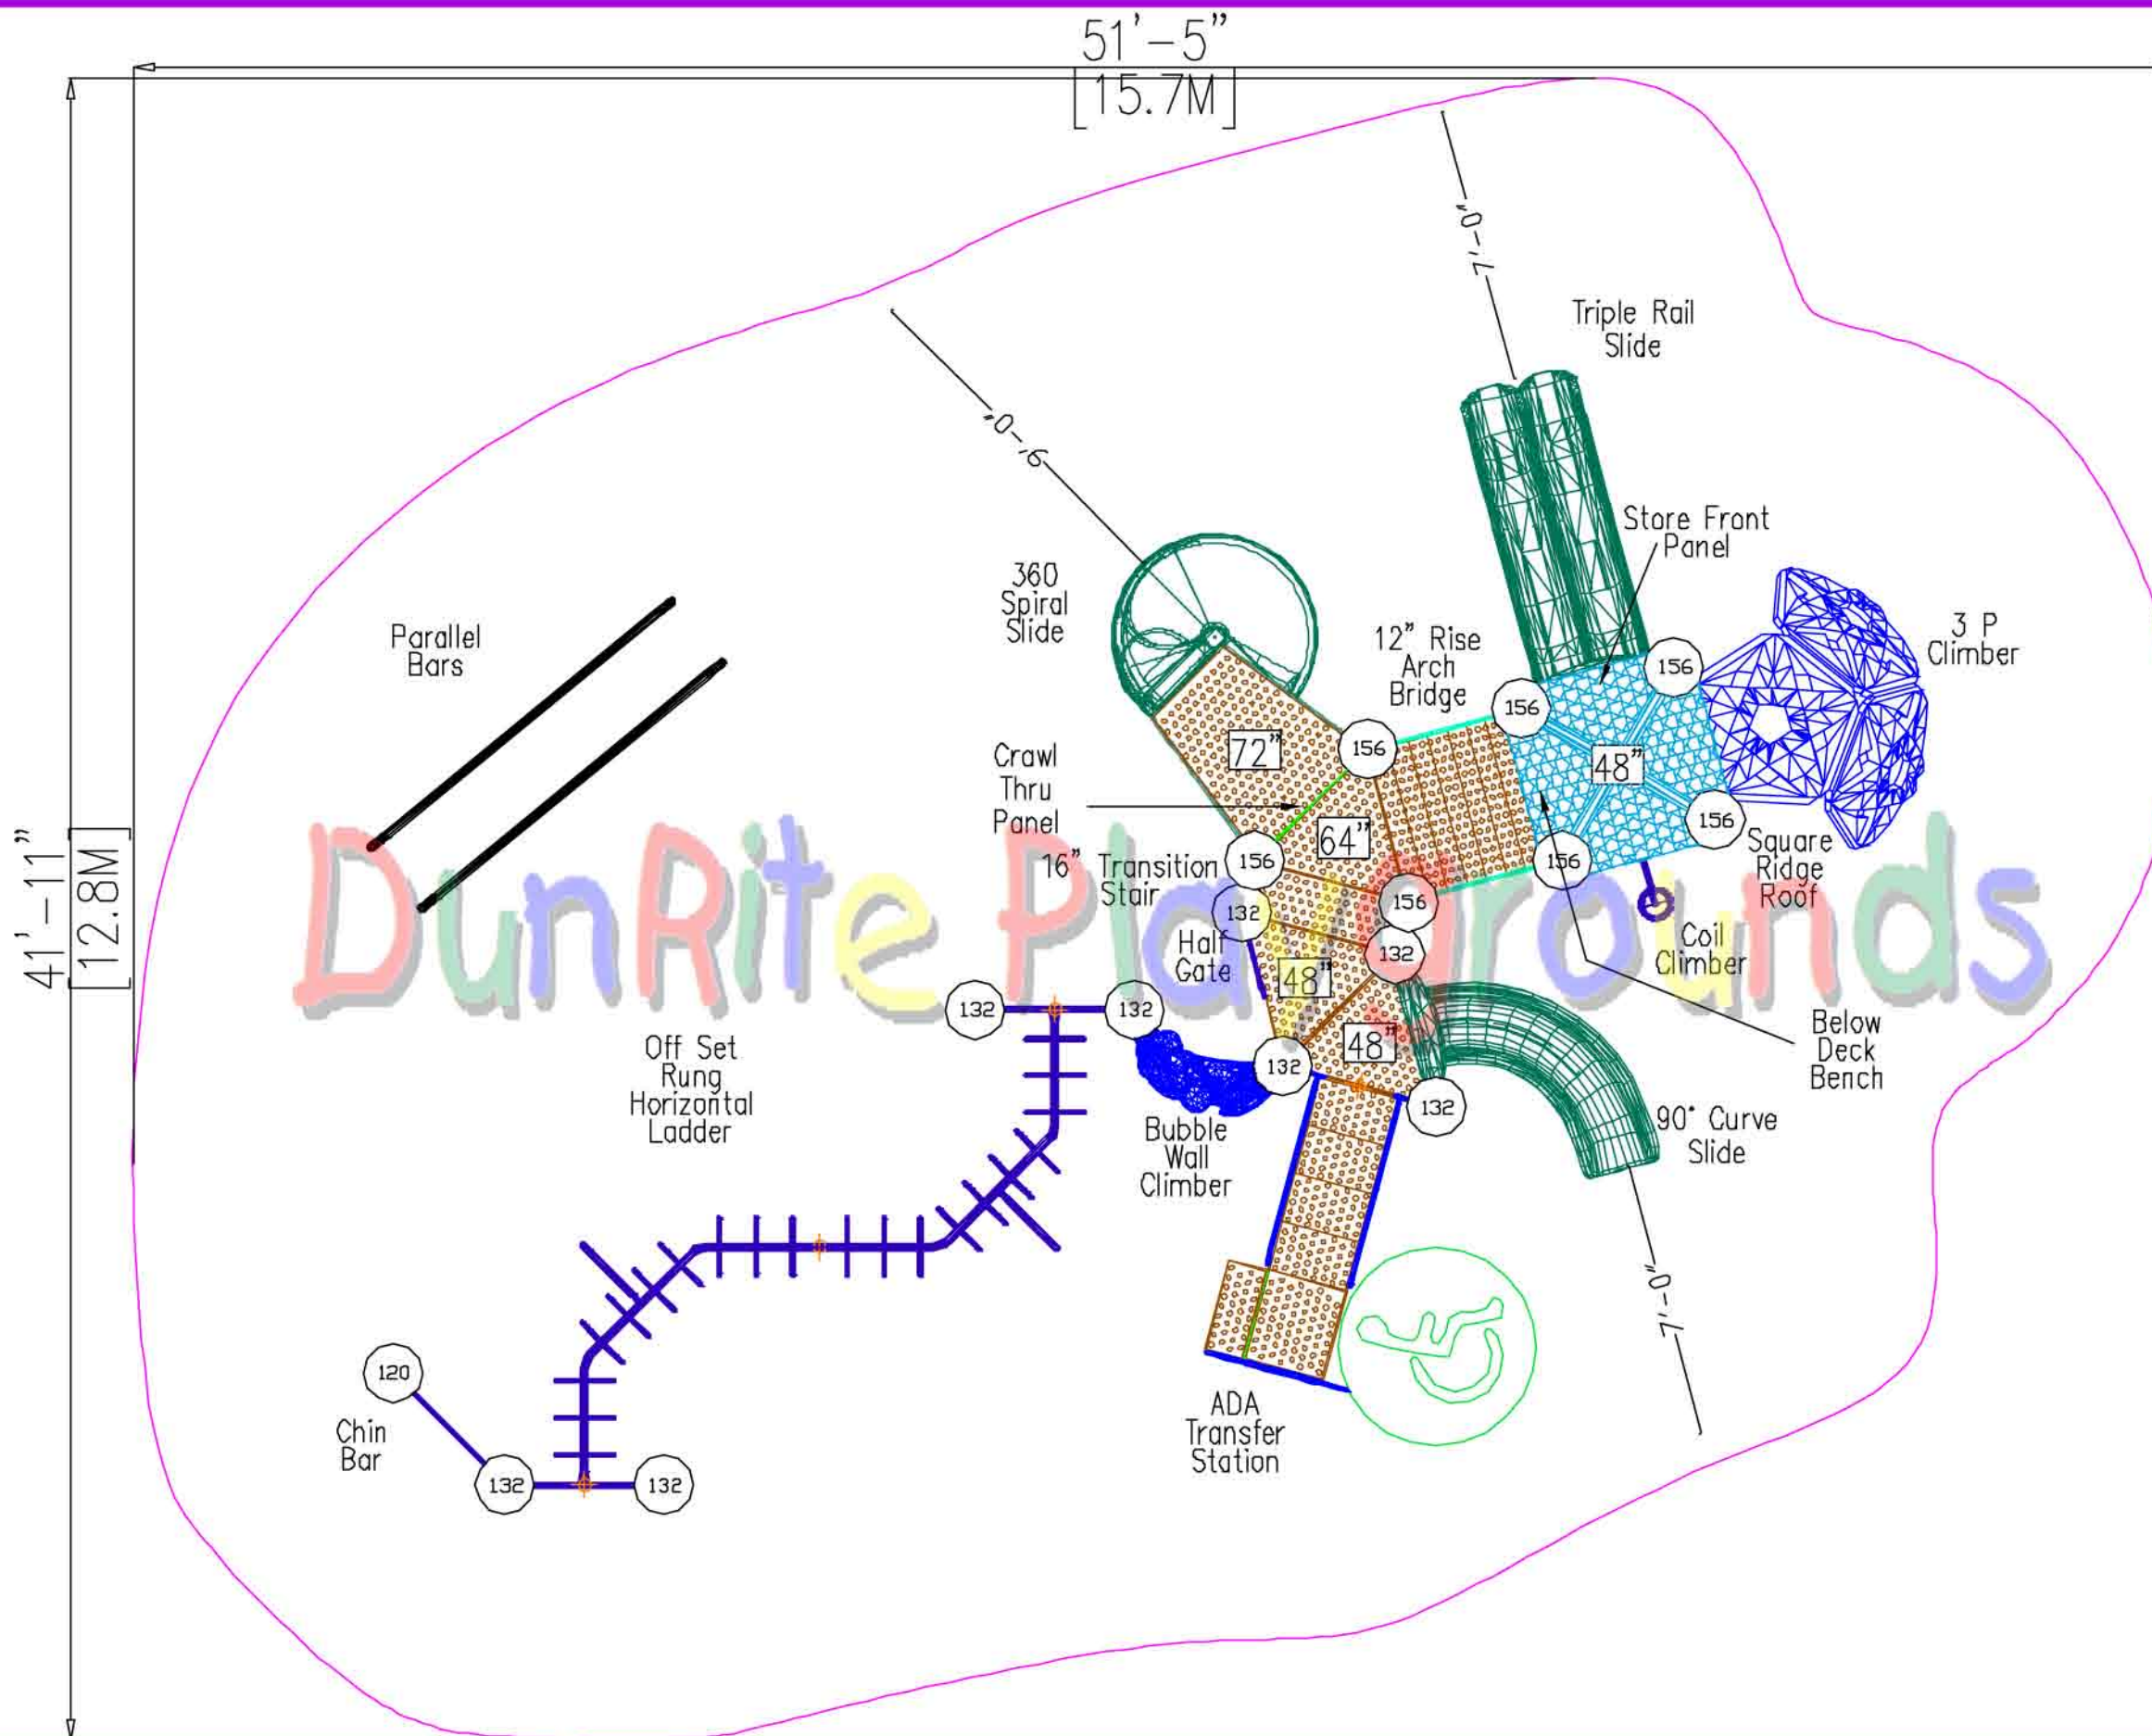 51'-5"
[15.7M]
7'-0"
Triple Rail
Slide
9'-0"
Store Front
Panel
360
Spiral
Slide
Parallel
Bars
12" Rise
Arch
Bridge
3 P
Climber
156
156
156
72"
48"
Crawl
Thru
Panel
64"
156
Square
Ridge
Roof
41'-11"
[12.8M]
DunRite Playgrounds
16" Transition
Stair
156
156
156
132
132
Half
Gate
48"
Coil
Climber
132
132
48"
Below
Deck
Bench
Off Set
Rung
Horizontal
Ladder
132
132
Bubble
Wall
Climber
90° Curve
Slide
7'-0"
120
Chin
Bar
132
132
ADA
Transfer
Station